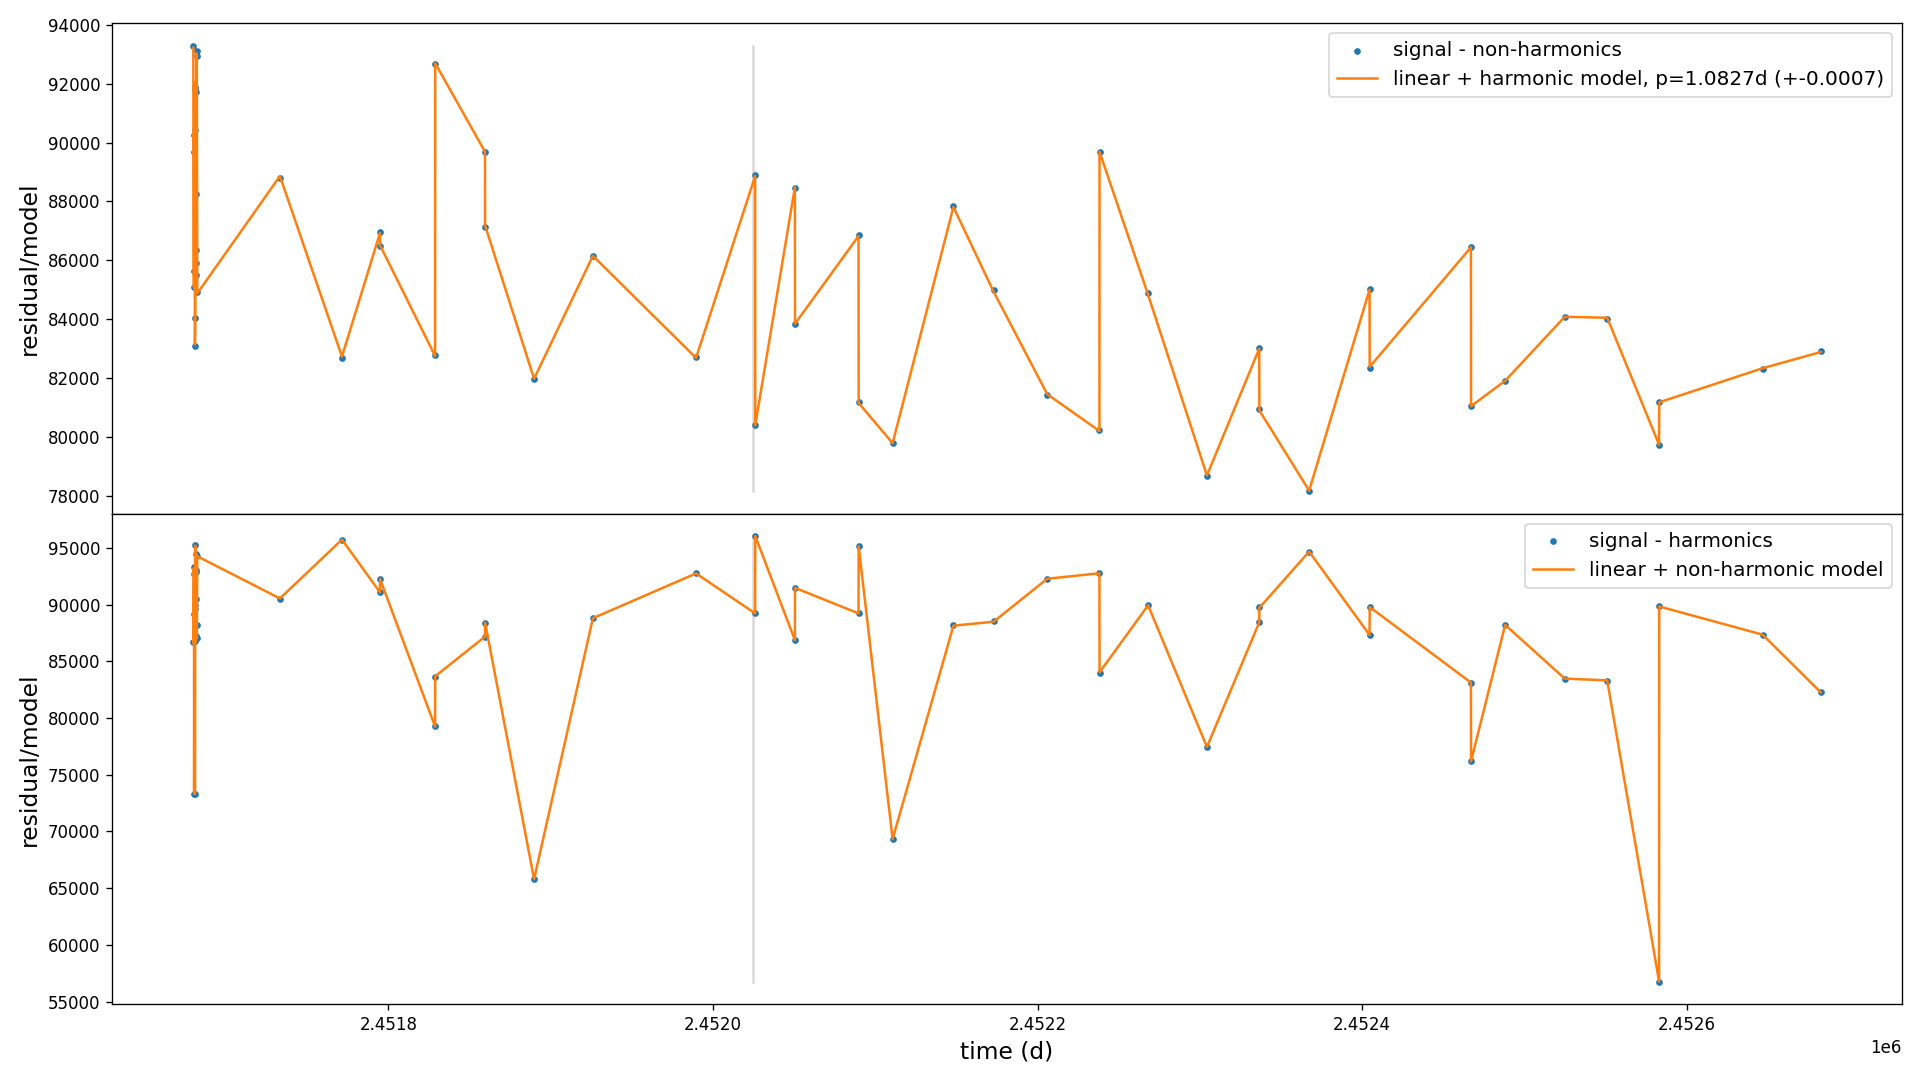 94000
92000
90000
88000
86000
84000
82000
80000
78000
residual/model
signal - non-harmonics
linear + harmonic model, p=1.0827d (+-0.0007)
95000
90000
85000
80000
75000
70000
65000
60000
55000
residual/model
signal - harmonics
linear + non-harmonic model
2.4518
2.4520
2.4522
2.4524
2.4526
time (d)
1e6